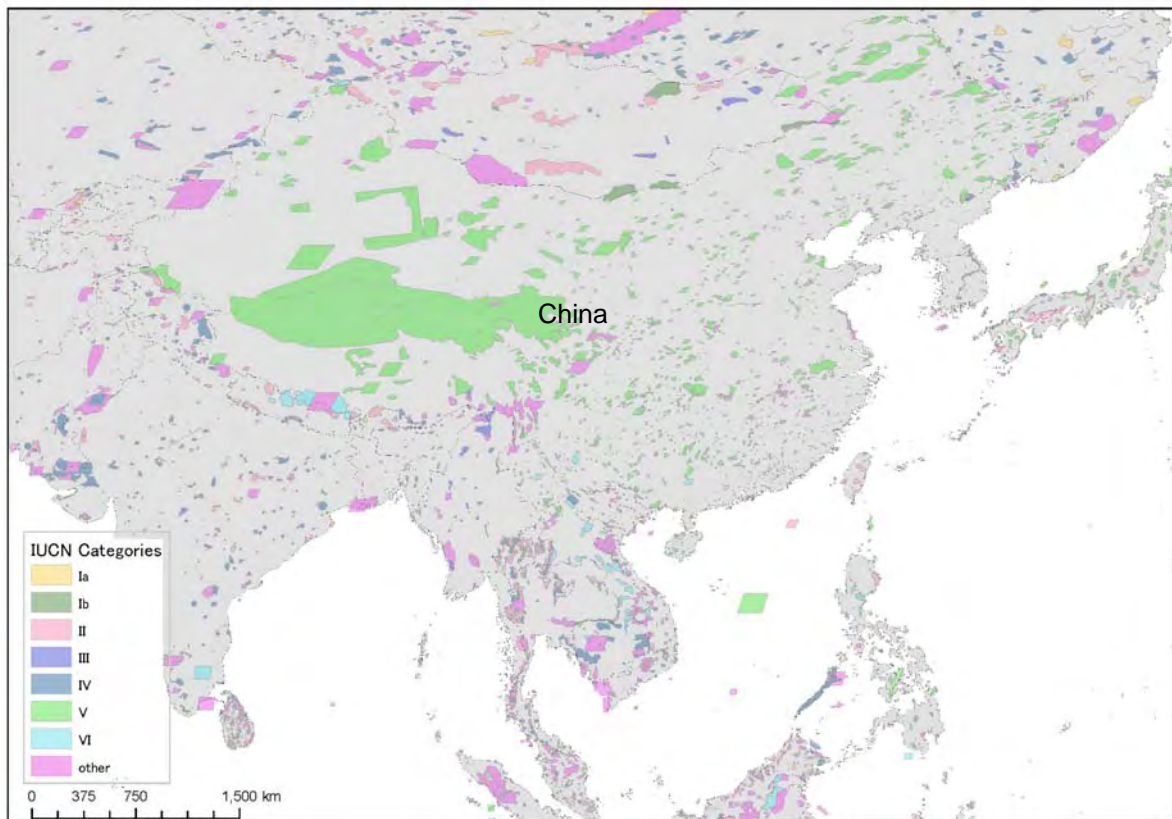 China
IUCN Categories
Ia
Ib
II
III
IV
V
VI
other
0 375 750 1,500 km